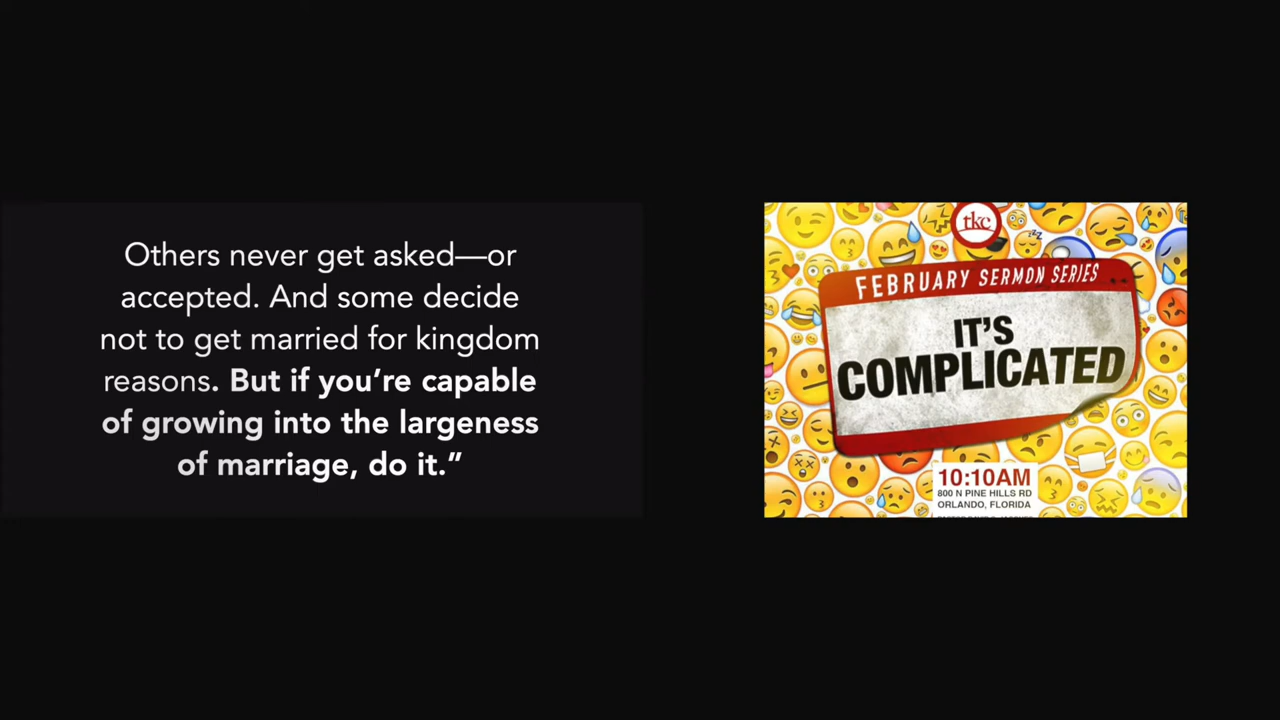 Others never get asked—or
accepted. And some decide
not to get married for kingdom
reasons. But if you’re capable
of growing into the largeness
of marriage, do it.”
tkc
zzz
FEBRUARY SERMON SERIES
IT'S
COMPLICATED
10:10AM
800 N PINE HILLS RD
ORLANDO, FLORIDA